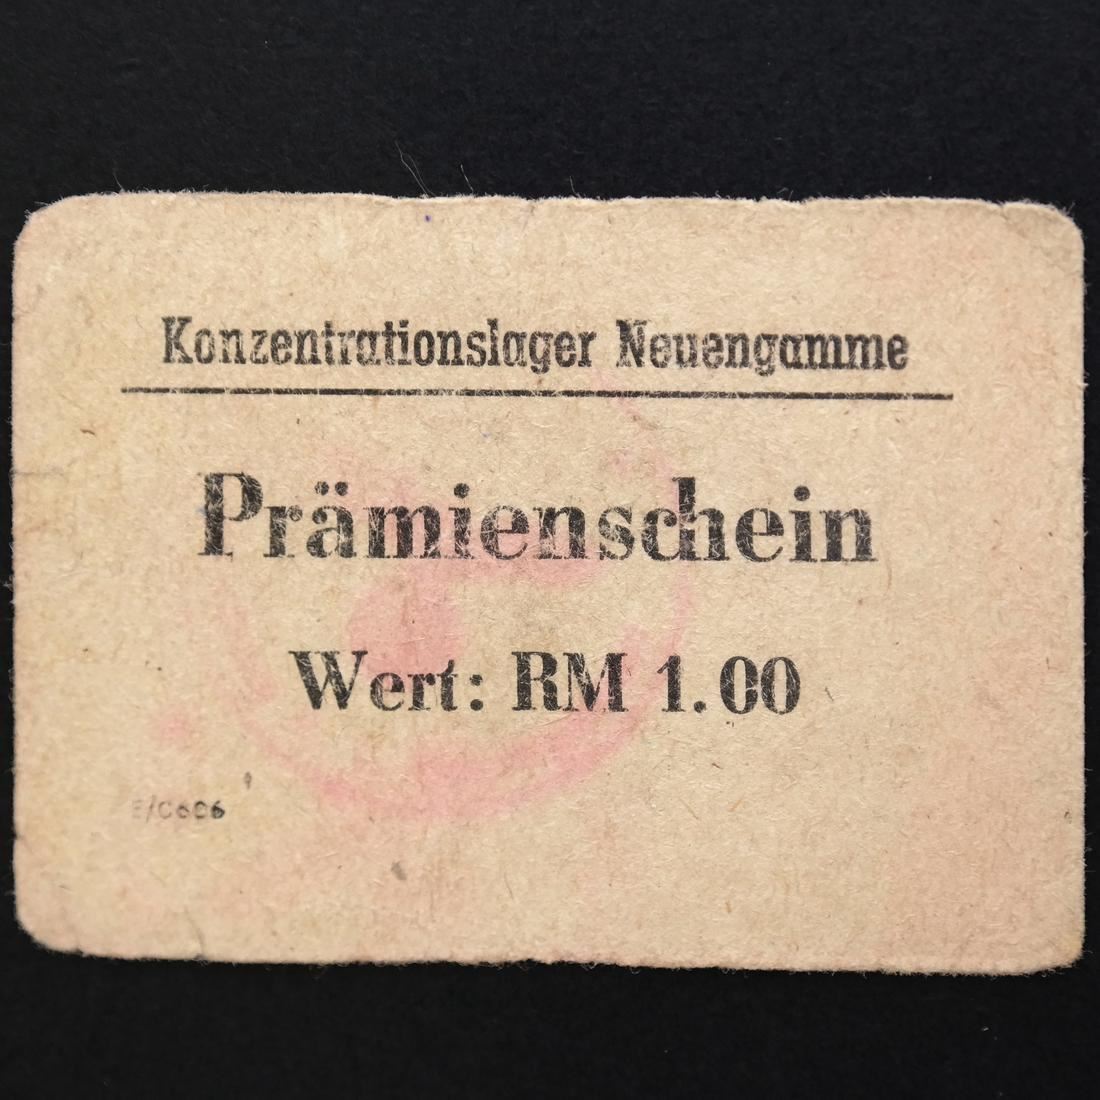 Konzentrationslager Neuengamme
Prämienschein
Wert: RM 1.00